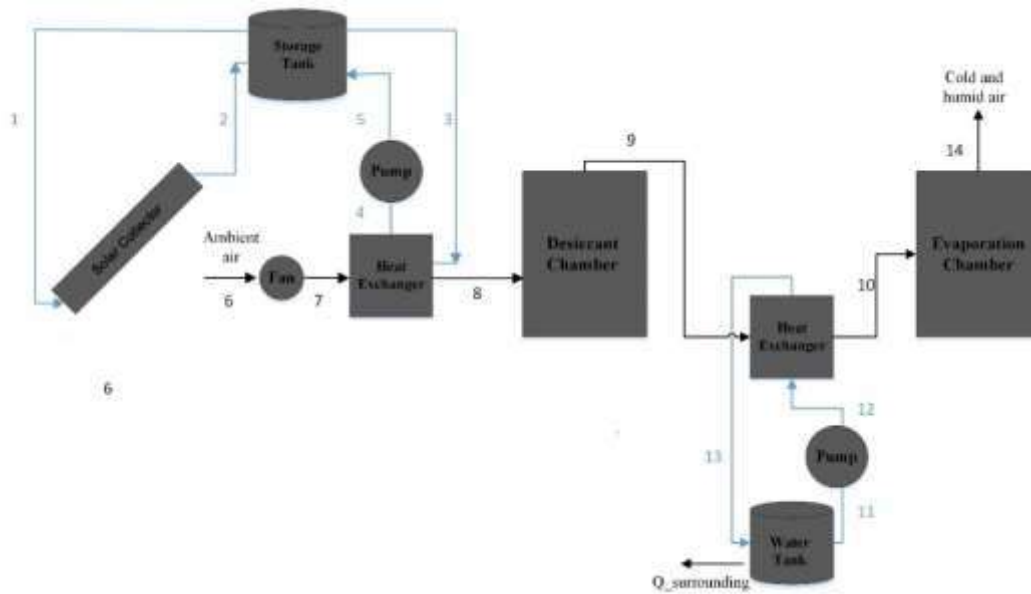 Storage
Tank
1
2
5
3
Pump
4
Solar Collector
Ambient
air
6
Fan
7
Heat
Exchanger
8
Desiccant
Chamber
9
Cold and
humid air
14
Evaporation
Chamber
10
Heat
Exchanger
12
Pump
13
11
Water
Tank
Q_surrounding
6